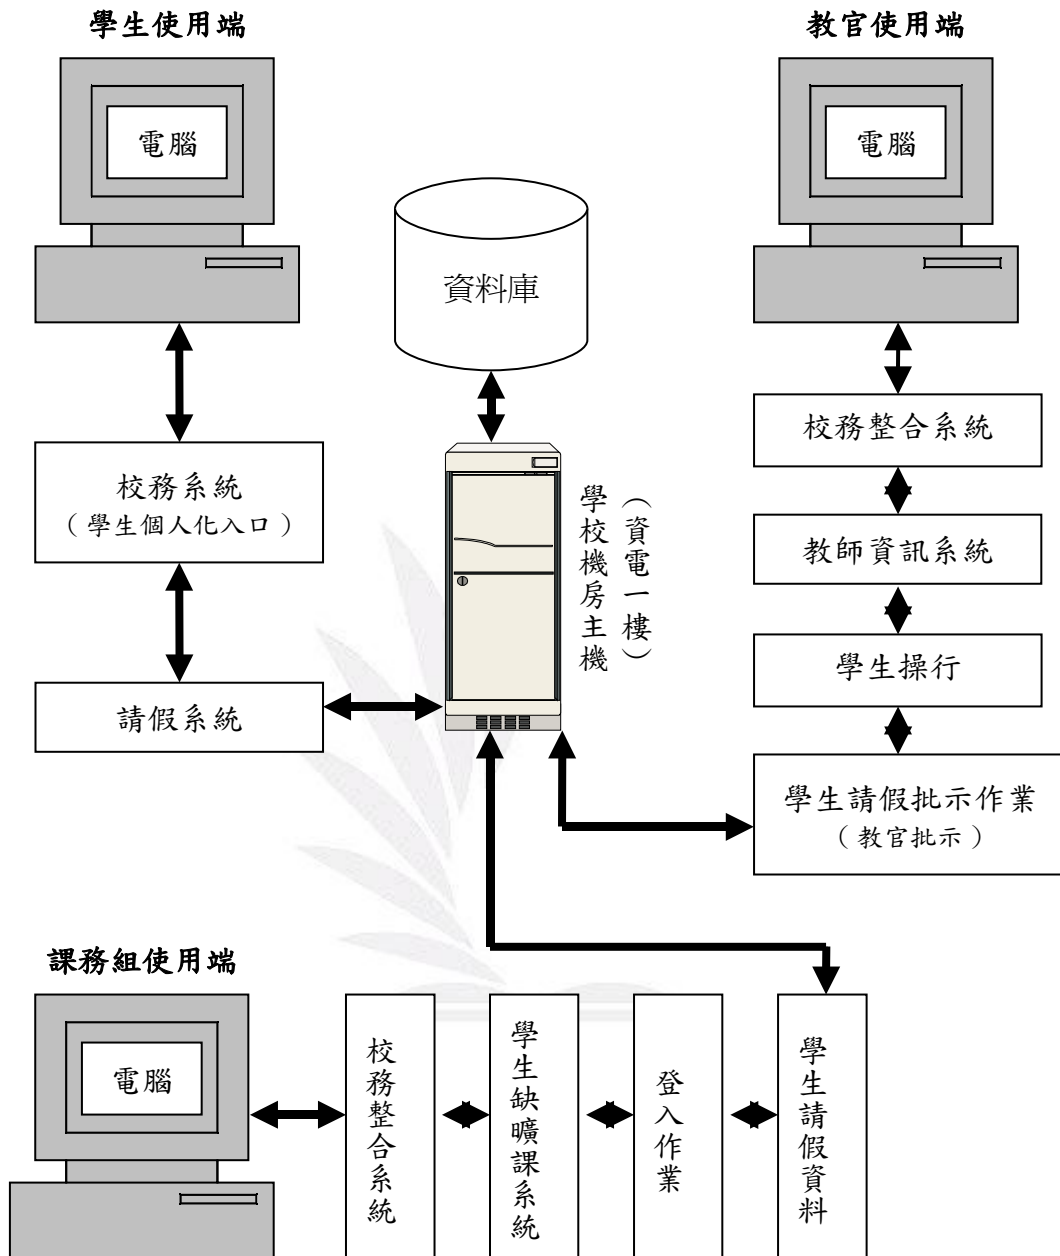 學生使用端
教官使用端
電腦
電腦
資料庫
校務系統
（學生個人化入口）
請假系統
學校機房主機
（資電一樓）
校務整合系統
教師資訊系統
學生操行
學生請假批示作業
（教官批示）
課務組使用端
電腦
校務整合系統
學生缺曠課系統
登入作業
學生請假資料